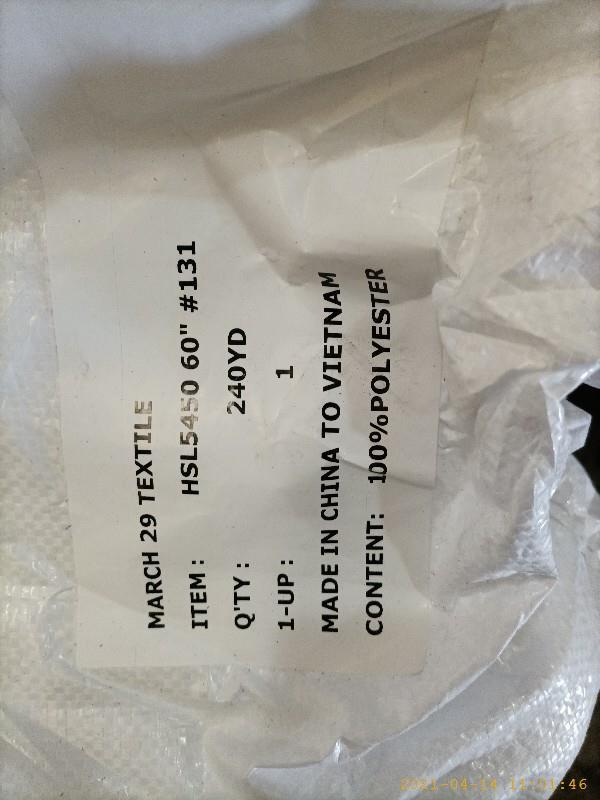 MARCH 29 TEXTILE
ITEM : HSL5450 60" #131
Q'TY : 240YD
1-UP : 1
MADE IN CHINA TO VIETNAM
CONTENT: 100%POLYESTER
2021-04-14 11:01:46